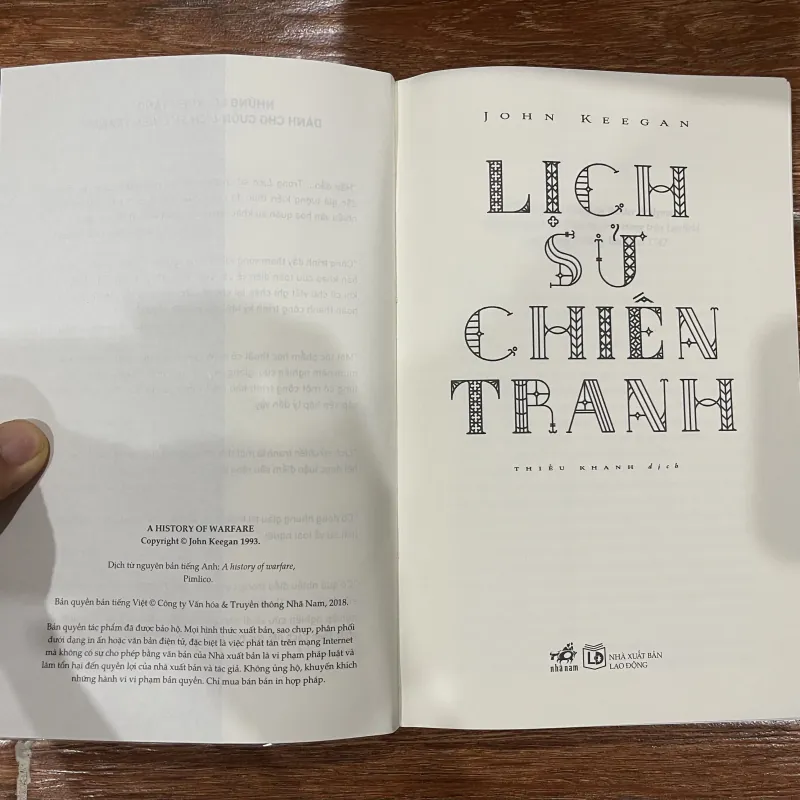 A HISTORY OF WARFARE
Copyright © John Keegan 1993.
Dịch từ nguyên bản tiếng Anh: A history of warfare,
Pimlico.
Bản quyền bản tiếng Việt © Công ty Văn hóa & Truyền thông Nhã Nam, 2018.
Bản quyền tác phẩm đã được bảo hộ. Mọi hình thức xuất bản, sao chụp, phân phối
dưới dạng in ấn hoặc văn bản điện tử, đặc biệt là việc phát tán trên mạng Internet
mà không có sự cho phép bằng văn bản của Nhà xuất bản là vi phạm pháp luật và
làm tổn hại đến quyền lợi của nhà xuất bản và tác giả. Không ủng hộ, khuyến khích
những hành vi vi phạm bản quyền. Chỉ mua bán bản in hợp pháp.
JOHN KEEGAN
LỊCH
SỬ
CHIẾN
TRANH
THIẾU KHANH dịch
nhã nam
LĐ
NHÀ XUẤT BẢN
LAO ĐỘNG